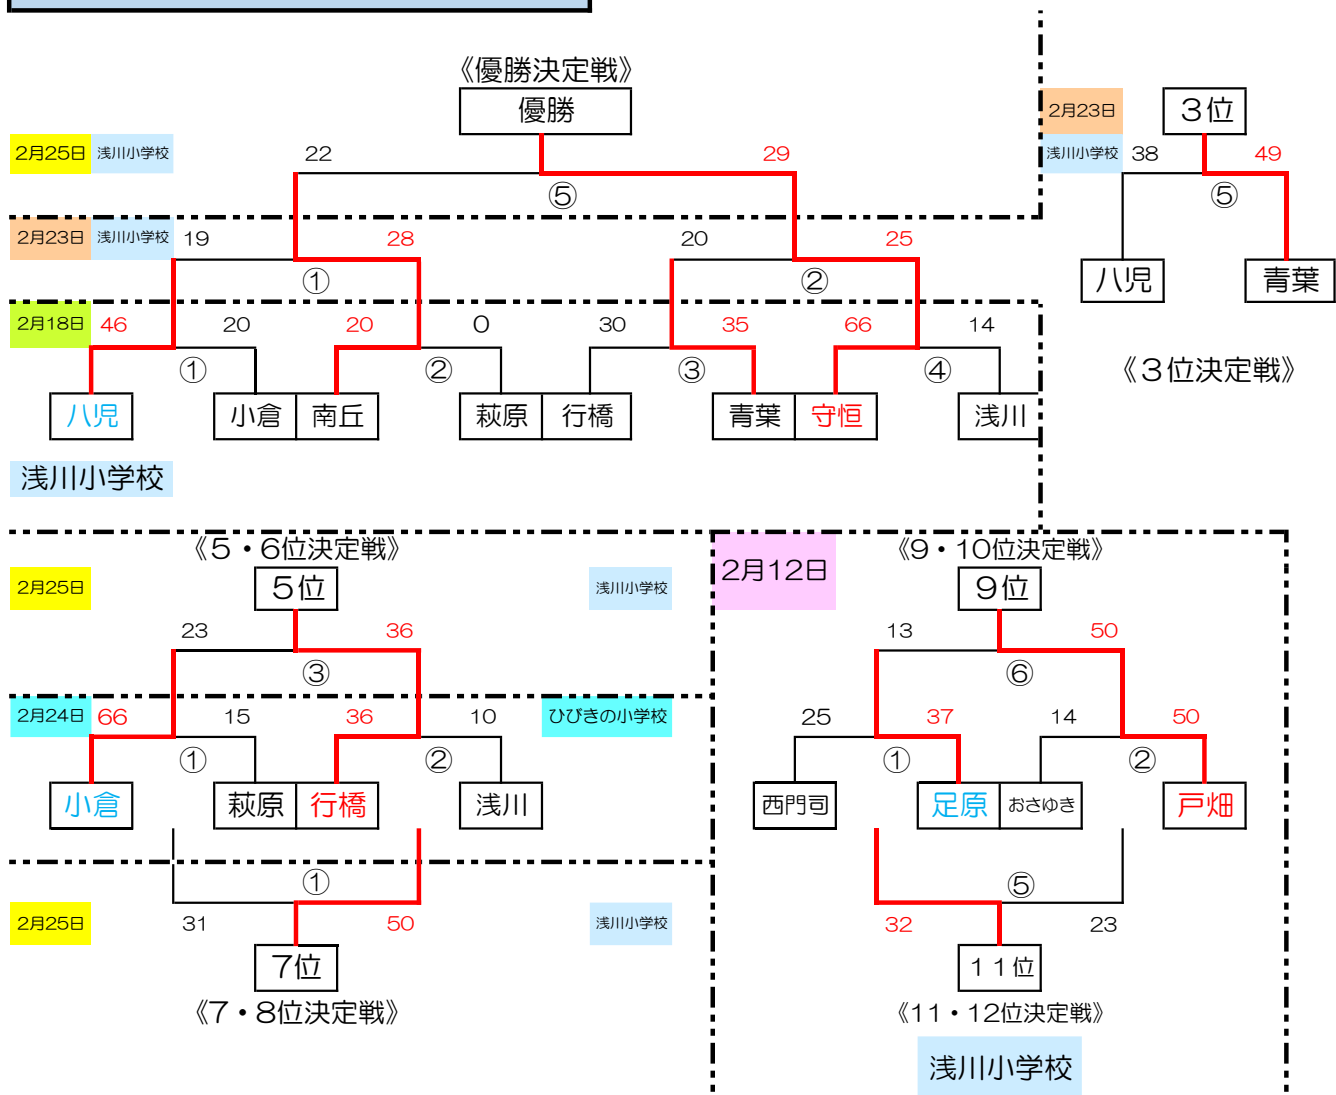 《優勝決定戦》
優勝
2月23日
3位
2月25日 浅川小学校 22 29
浅川小学校 38 49
⑤
⑤
2月23日 浅川小学校 19 28 20 25
① ②
八児 青葉
2月18日 46 20 20 0 30 35 66 14
① ② ③ ④
《3位決定戦》
八児 小倉 南丘 萩原 行橋 青葉 守恒 浅川
浅川小学校
《5・6位決定戦》
2月25日 5位 浅川小学校
23 36
③
2月24日 66 15 36 10 ひびきの小学校
① ②
小倉 萩原 行橋 浅川
①
2月25日 31 50 浅川小学校
7位
《7・8位決定戦》
2月12日
《9・10位決定戦》
9位
13 50
⑥
25 37 14 50
① ②
西門司 足原 おさゆき 戸畑
⑤
32 23
11位
《11・12位決定戦》
浅川小学校